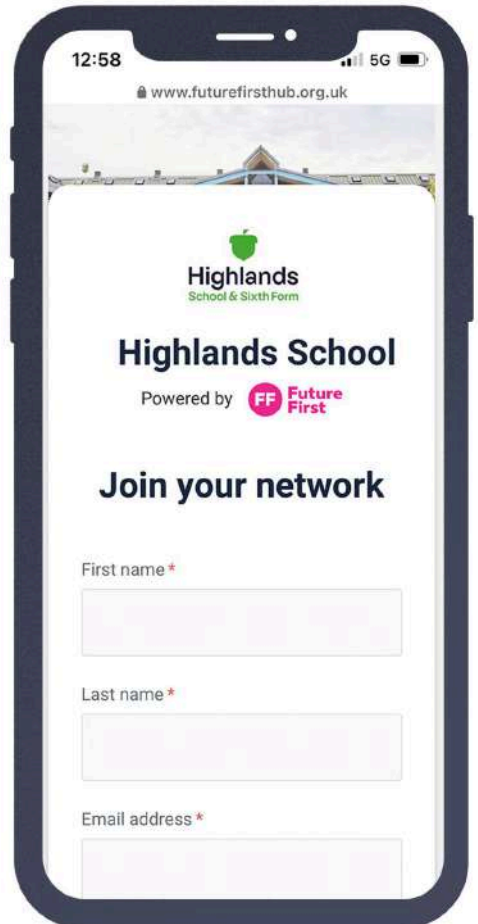 12:58
5G
www.futurefirsthub.org.uk
Highlands
School & Sixth Form
Highlands School
Powered by FF Future
First
Join your network
First name *
Last name *
Email address *